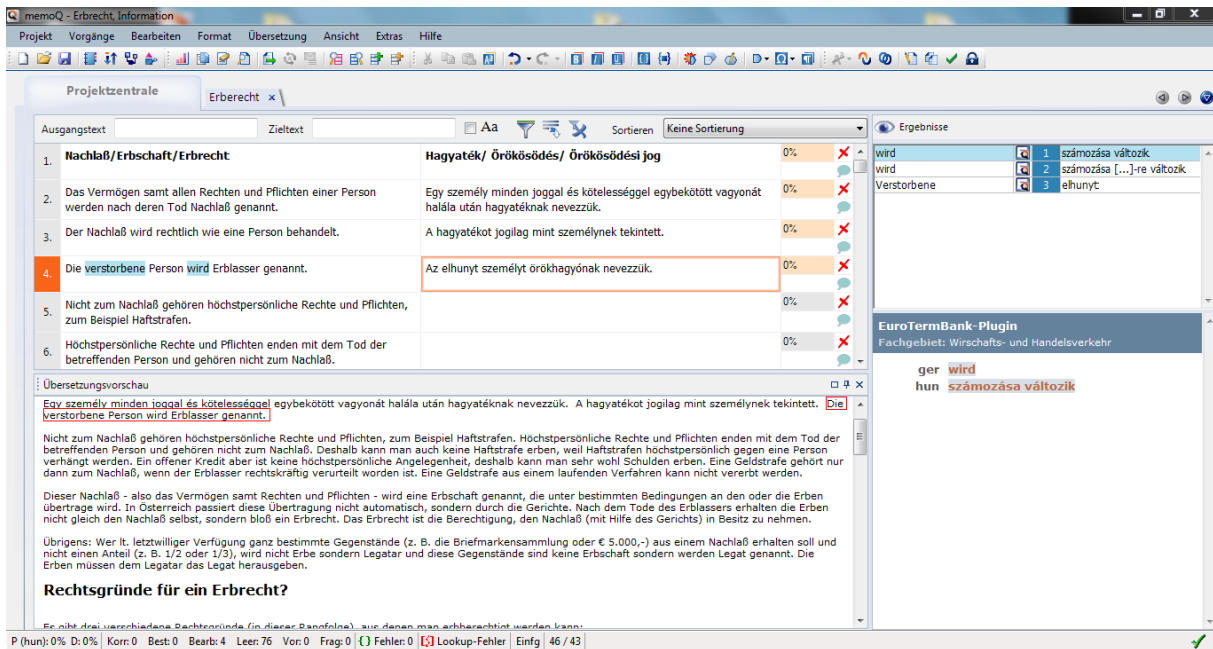 memoQ - Erbrecht, Information
Projekt Vorgänge Bearbeiten Format Übersetzung Ansicht Extras Hilfe
Projektzentrale Erberecht
Ausgangstext Zieltext Aa Sortieren Keine Sortierung
1. Nachlaß/Erbschaft/Erbrecht Hagyaték/ Örökösödés/ Örökösödési jog 0%
2. Das Vermögen samt allen Rechten und Pflichten einer Person Egy személy minden joggal és kötelességgel egybekötött vagyonát 0%
werden nach deren Tod Nachlaß genannt. halála után hagyatéknak nevezzük.
3. Der Nachlaß wird rechtlich wie eine Person behandelt. A hagyatékot jogilag mint személynek tekintett. 0%
4. Die verstorbene Person wird Erblasser genannt. Az elhunyt személyt örökhagyónak nevezzük. 0%
5. Nicht zum Nachlaß gehören höchstpersönliche Rechte und Pflichten, 0%
zum Beispiel Haftstrafen.
6. Höchstpersönliche Rechte und Pflichten enden mit dem Tod der 0%
betreffenden Person und gehören nicht zum Nachlaß.
Übersetzungsvorschau
Egy személy minden joggal és kötelességgel egybekötött vagyonát halála után hagyatéknak nevezzük. A hagyatékot jogilag mint személynek tekintett. Die
verstorbene Person wird Erblasser genannt.
Nicht zum Nachlaß gehören höchstpersönliche Rechte und Pflichten, zum Beispiel Haftstrafen. Höchstpersönliche Rechte und Pflichten enden mit dem Tod der
betreffenden Person und gehören nicht zum Nachlaß. Deshalb kann man auch keine Haftstrafe erben, weil Haftstrafen höchstpersönlich gegen eine Person
verhängt werden. Ein offener Kredit aber ist keine höchstpersönliche Angelegenheit, deshalb kann man sehr wohl Schulden erben. Eine Geldstrafe gehört nur
dann zum Nachlaß, wenn der Erblasser rechtskräftig verurteilt worden ist. Eine Geldstrafe aus einem laufenden Verfahren kann nicht vererbt werden.
Dieser Nachlaß - also das Vermögen samt Rechten und Pflichten - wird eine Erbschaft genannt, die unter bestimmten Bedingungen an den oder die Erben
übertrage wird. In Österreich passiert diese Übertragung nicht automatisch, sondern durch die Gerichte. Nach dem Tode des Erblassers erhalten die Erben
nicht gleich den Nachlaß selbst, sondern bloß ein Erbrecht. Das Erbrecht ist die Berechtigung, den Nachlaß (mit Hilfe des Gerichts) in Besitz zu nehmen.
Übrigens: Wer lt. letztwilliger Verfügung ganz bestimmte Gegenstände (z. B. die Briefmarkensammlung oder € 5.000,-) aus einem Nachlaß erhalten soll und
nicht einen Anteil (z. B. 1/2 oder 1/3), wird nicht Erbe sondern Legatar und diese Gegenstände sind keine Erbschaft sondern werden Legat genannt. Die
Erben müssen dem Legatar das Legat herausgeben.
Rechtsgründe für ein Erbrecht?
Es gibt drei verschiedene Rechtsgründe (in dieser Rangfolge), aus denen man erbberechtigt werden kann:
Ergebnisse
wird 1 számozása változik
wird 2 számozása [...]-re változik
Verstorbene 3 elhunyt
EuroTermBank-Plugin
Fachgebiet: Wirschafts- und Handelsverkehr
ger wird
hun számozása változik
P (hun): 0% D: 0% Korr: 0 Best: 0 Bearb: 4 Leer: 76 Vor: 0 Frag: 0 Fehler: 0 Lookup-Fehler Einfg 46 / 43